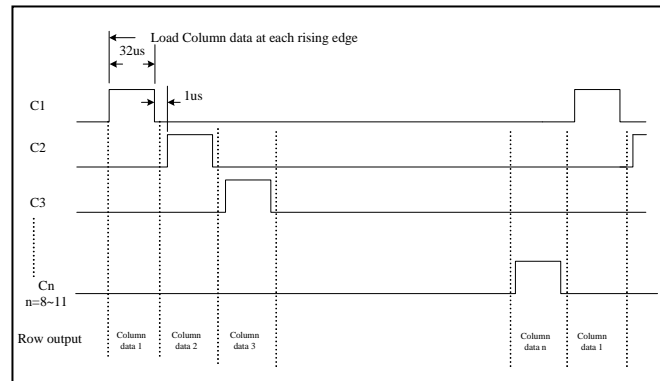 Load Column data at each rising edge
32us
1us
C1
C2
C3
Cn
n=8~11
Row output
Column
data 1
Column
data 2
Column
data 3
Column
data n
Column
data 1